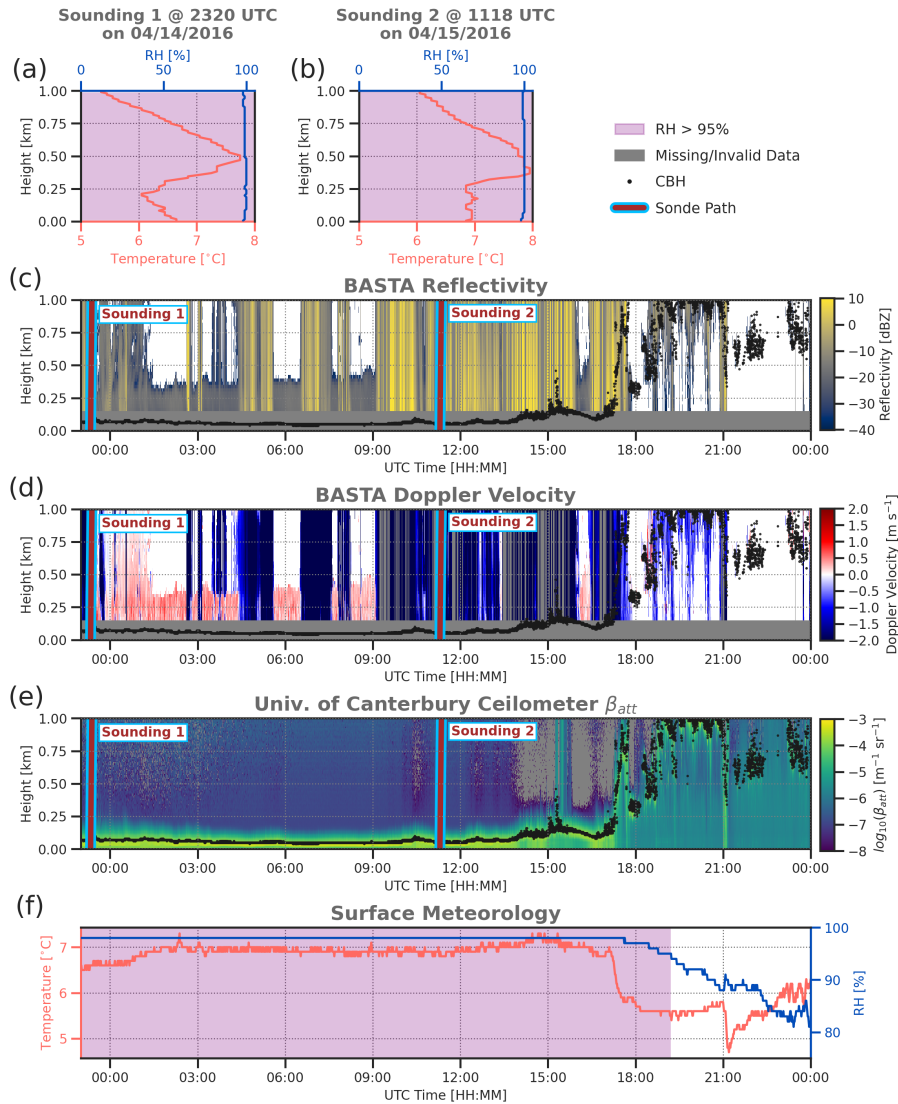 Sounding 1 @ 2320 UTC
on 04/14/2016
Sounding 2 @ 1118 UTC
on 04/15/2016
(a)
RH [%]
0 50 100
1.00
0.75
0.50
0.25
0.00
Height [km]
5 6 7 8
Temperature [°C]
(b)
RH [%]
0 50 100
1.00
0.75
0.50
0.25
0.00
Height [km]
5 6 7 8
Temperature [°C]
RH > 95%
Missing/Invalid Data
CBH
Sonde Path
(c)
BASTA Reflectivity
1.00
0.75
0.50
0.25
0.00
Height [km]
Sounding 1
Sounding 2
00:00 03:00 06:00 09:00 12:00 15:00 18:00 21:00 00:00
UTC Time [HH:MM]
10
0
−10
−20
−30
−40
Reflectivity [dBZ]
(d)
BASTA Doppler Velocity
1.00
0.75
0.50
0.25
0.00
Height [km]
Sounding 1
Sounding 2
00:00 03:00 06:00 09:00 12:00 15:00 18:00 21:00 00:00
UTC Time [HH:MM]
2.0
1.5
1.0
0.5
0.0
−0.5
−1.0
−1.5
−2.0
Doppler Velocity [m s⁻¹]
(e)
Univ. of Canterbury Ceilometer βatt
1.00
0.75
0.50
0.25
0.00
Height [km]
Sounding 1
Sounding 2
00:00 03:00 06:00 09:00 12:00 15:00 18:00 21:00 00:00
UTC Time [HH:MM]
−3
−4
−5
−6
−7
−8
log₁₀(βatt) [m⁻¹ sr⁻¹]
(f)
Surface Meteorology
7
6
5
Temperature [°C]
100
90
80
RH [%]
00:00 03:00 06:00 09:00 12:00 15:00 18:00 21:00 00:00
UTC Time [HH:MM]